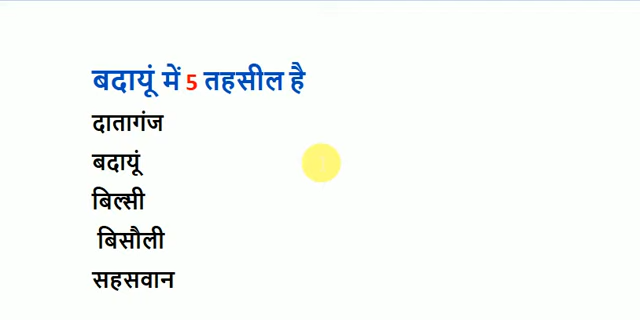 बदायूं में 5 तहसील है
दातागंज
बदायूं
बिल्सी
बिसौली
सहसवान